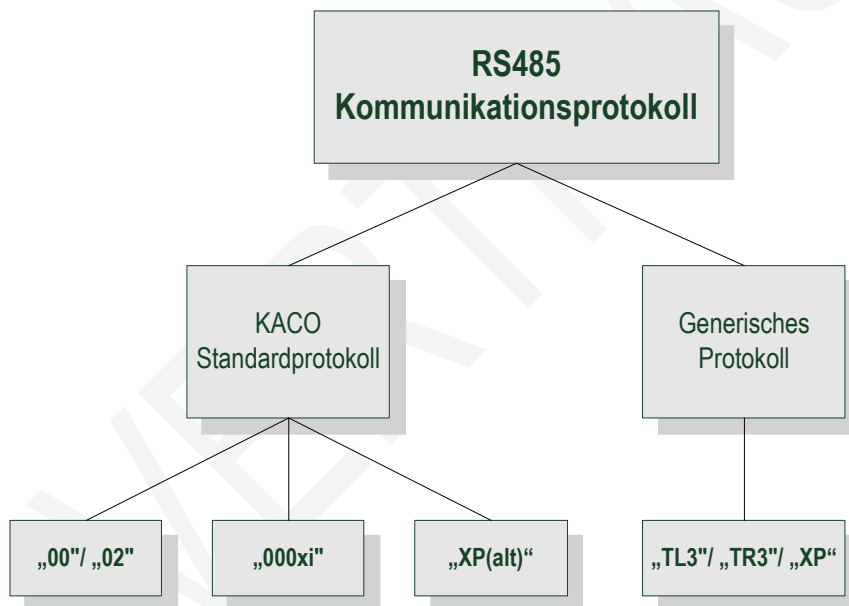 RS485
Kommunikationsprotokoll
KACO
Standardprotokoll
Generisches
Protokoll
„00"/ „02"
„000xi"
„XP(alt)“
„TL3"/ „TR3"/ „XP“